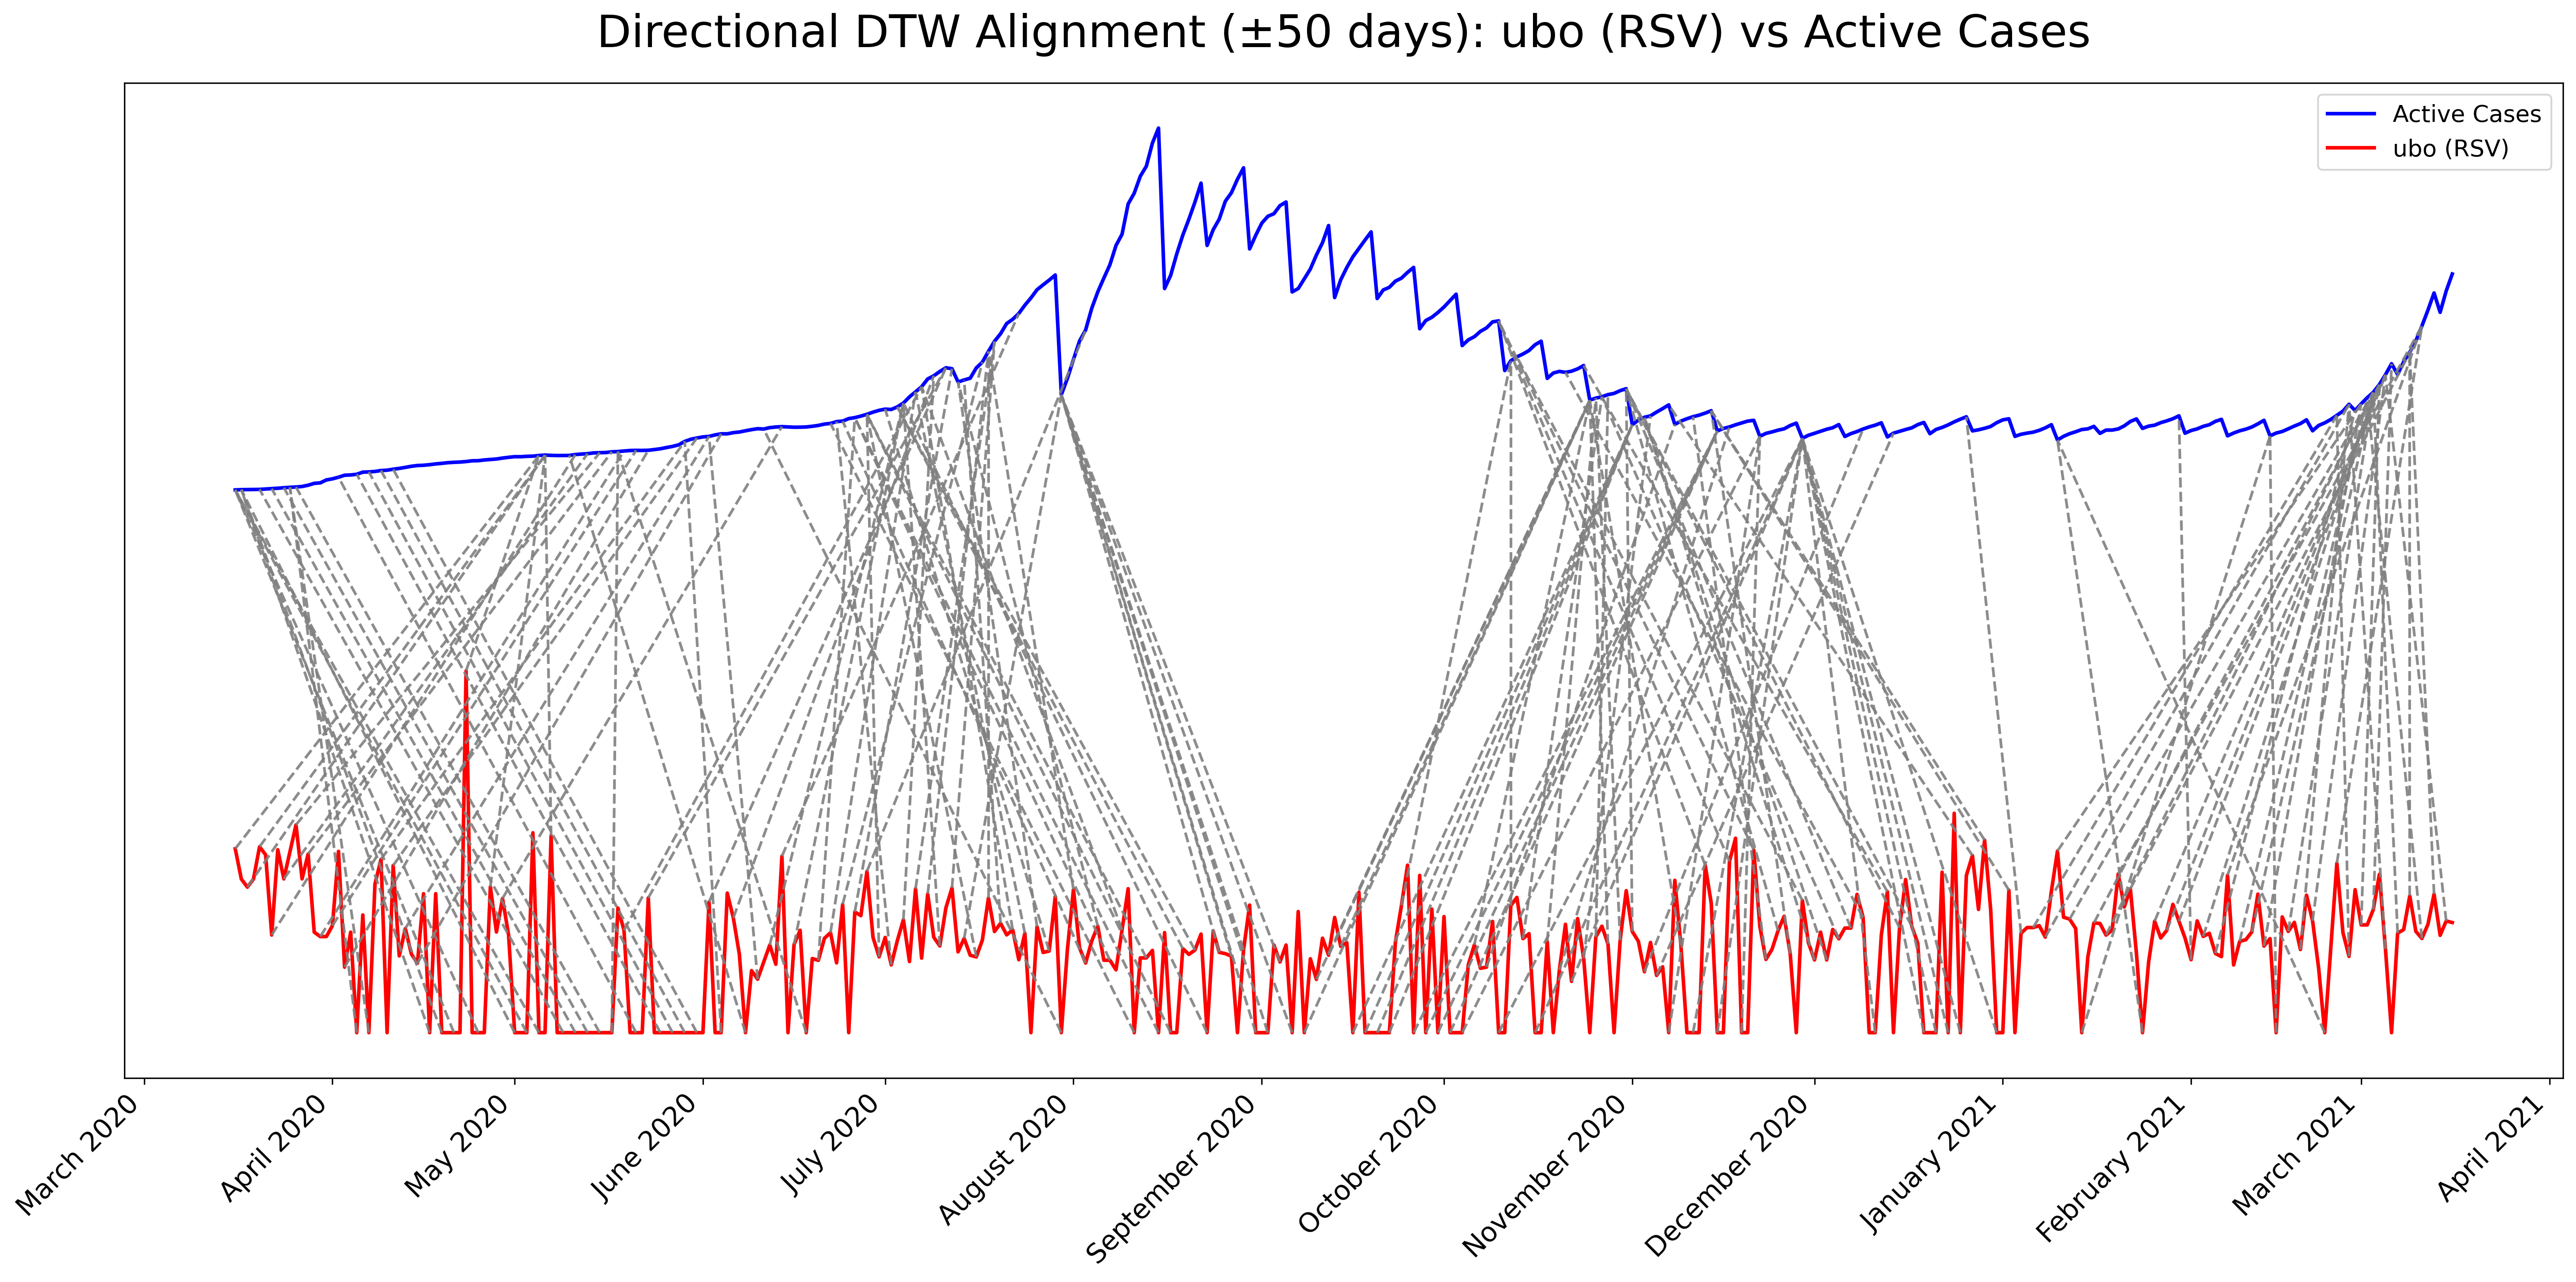 Directional DTW Alignment (±50 days): ubo (RSV) vs Active Cases
Active Cases
ubo (RSV)
March 2020
April 2020
May 2020
June 2020
July 2020
August 2020
September 2020
October 2020
November 2020
December 2020
January 2021
February 2021
March 2021
April 2021